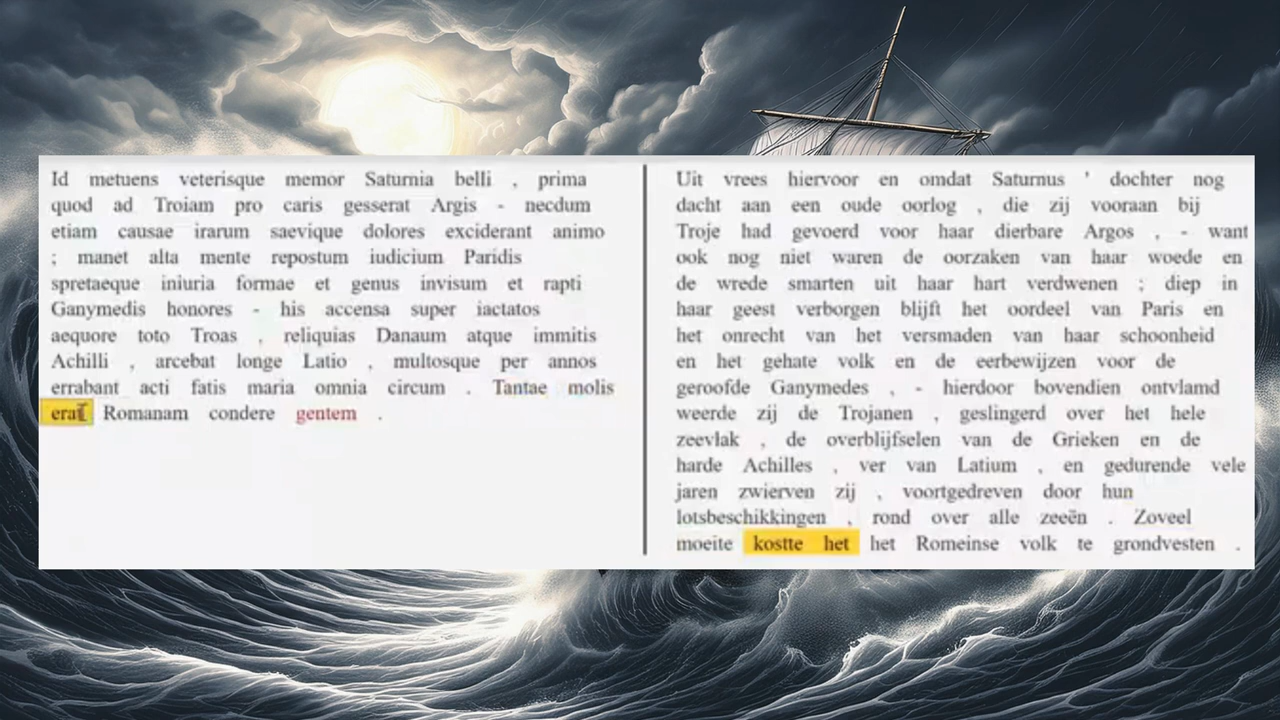 Id metuens veterisque memor Saturnia belli , prima
quod ad Troiam pro caris gesserat Argis - necdum
etiam causae irarum saevique dolores exciderant animo
; manet alta mente repostum iudicium Paridis
spretaeque iniuria formae et genus invisum et rapti
Ganymedis honores - his accensa super iactatos
aequore toto Troas , reliquias Danaum atque immitis
Achilli , arcebat longe Latio , multosque per annos
errabant acti fatis maria omnia circum . Tantae molis
erat Romanam condere gentem .
Uit vrees hiervoor en omdat Saturnus ' dochter nog
dacht aan een oude oorlog , die zij vooraan bij
Troje had gevoerd voor haar dierbare Argos , - want
ook nog niet waren de oorzaken van haar woede en
de wrede smarten uit haar hart verdwenen ; diep in
haar geest verborgen blijft het oordeel van Paris en
het onrecht van het versmaden van haar schoonheid
en het gehate volk en de eerbewijzen voor de
geroofde Ganymedes , - hierdoor bovendien ontvlamd
weerde zij de Trojanen , geslingerd over het hele
zeevlak , de overblijfselen van de Grieken en de
harde Achilles , ver van Latium , en gedurende vele
jaren zwierven zij , voortgedreven door hun
lotsbeschikkingen , rond over alle zeeën . Zoveel
moeite kostte het het Romeinse volk te grondvesten .